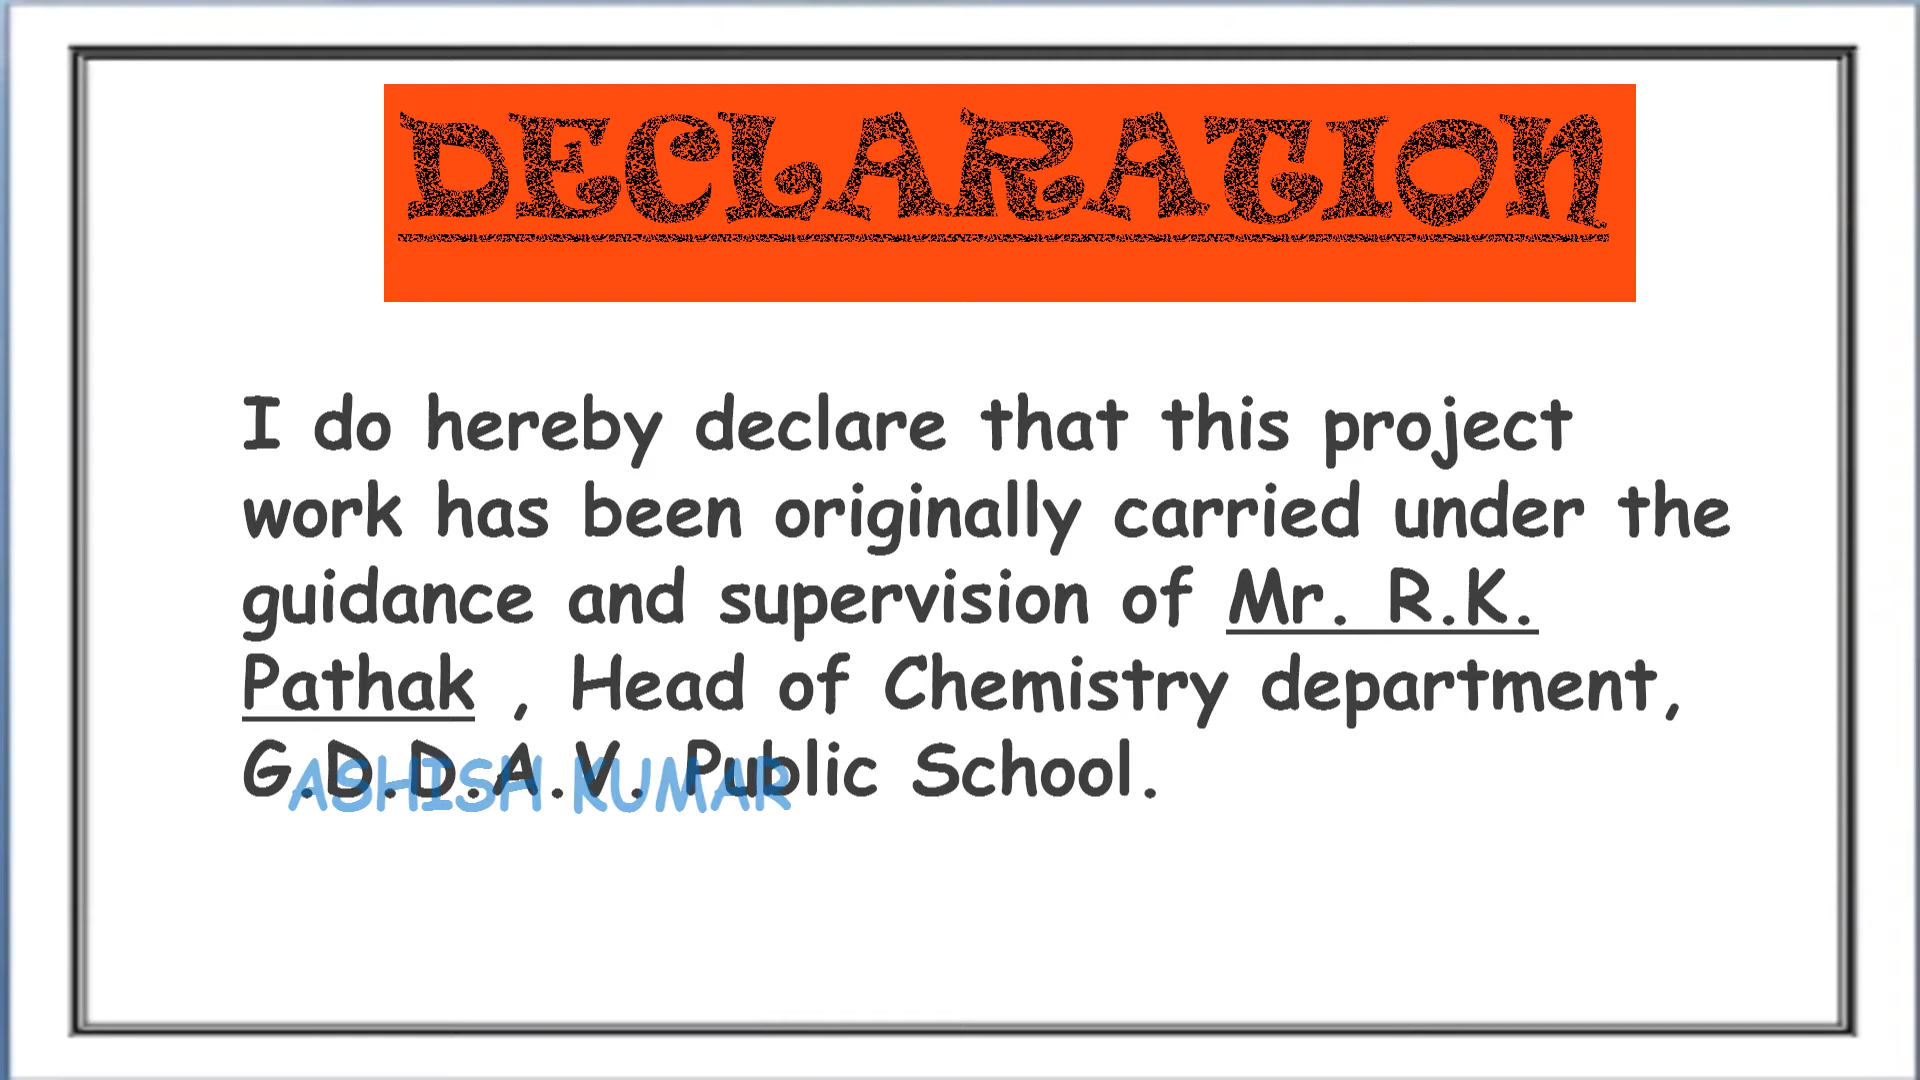 DECLARATION
I do hereby declare that this project
work has been originally carried under the
guidance and supervision of Mr. R.K.
Pathak , Head of Chemistry department,
G.D.D.A.V. Public School.
ASHISH KUMAR